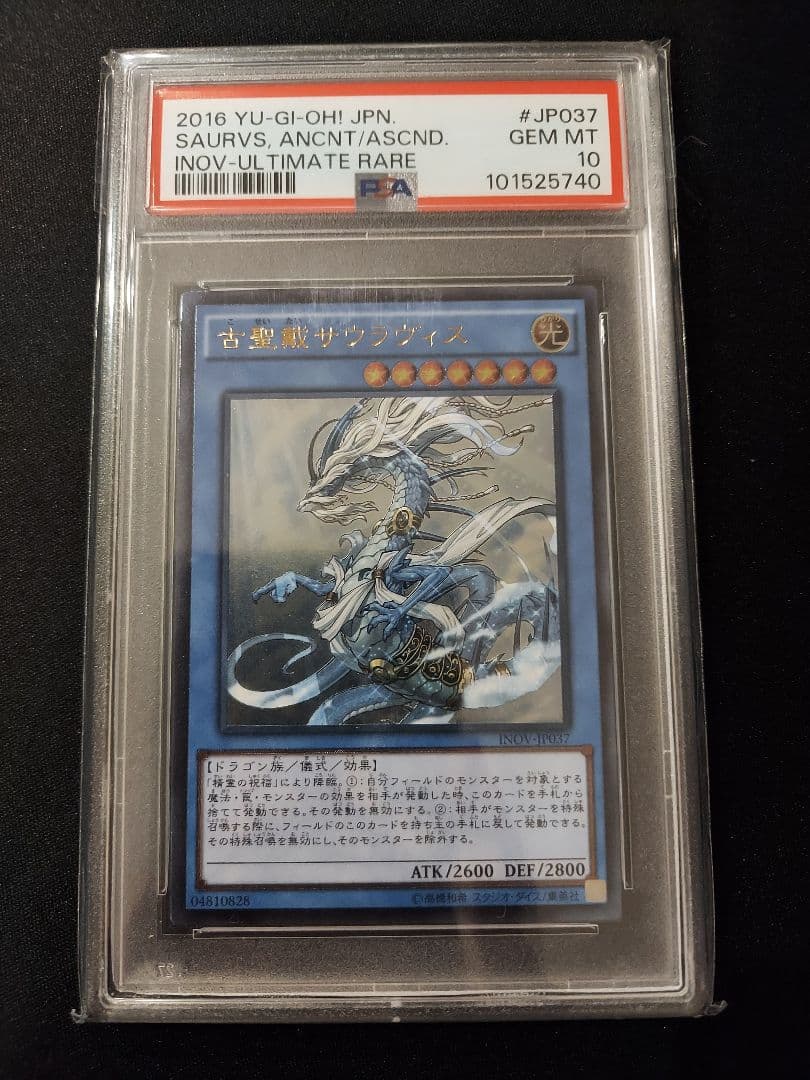 2016 YU-GI-OH! JPN. #JP037
SAURVS, ANCNT/ASCND. GEM MT
INOV-ULTIMATE RARE 10
PSA 101525740
こ せい たい
古聖戴サウラヴィス
光
INOV-JP037
【ドラゴン族/儀式/効果】
「精霊の祝福」により降臨。①:自分フィールドのモンスターを対象とする
魔法・罠・モンスターの効果を相手が発動した時、このカードを手札から
捨てて発動できる。その発動を無効にする。②:相手がモンスターを特殊
召喚する際に、フィールドのこのカードを持ち主の手札に戻して発動できる。
その特殊召喚を無効にし、そのモンスターを除外する。
ATK/2600 DEF/2800
04810828 ©高橋和希 スタジオ・ダイス/集英社